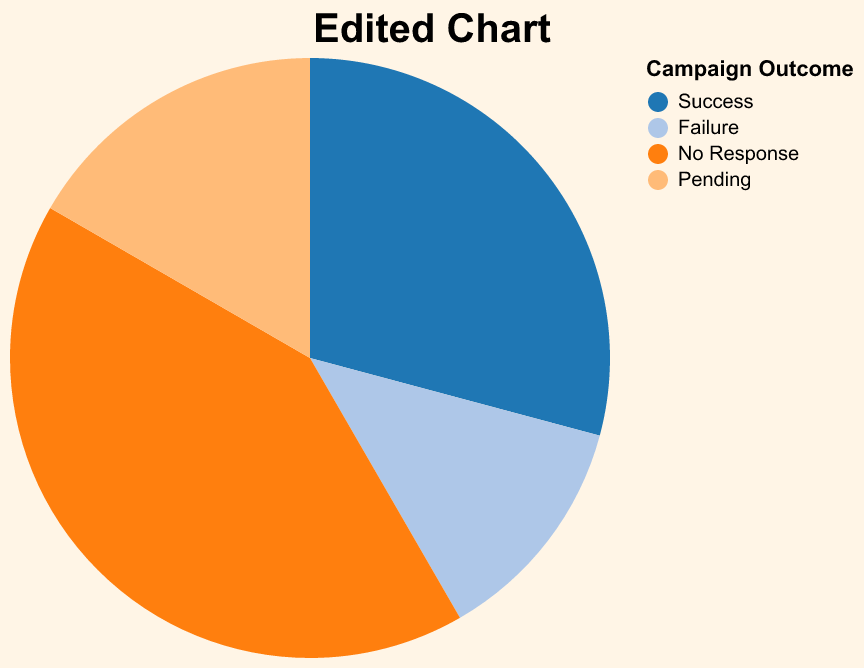 Edited Chart
Campaign Outcome
Success
Failure
No Response
Pending